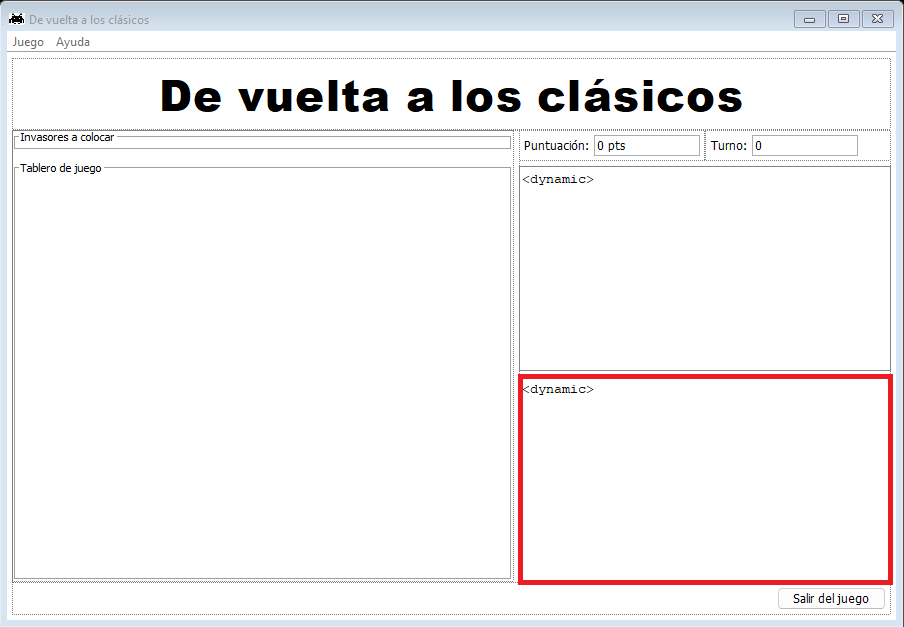 De vuelta a los clásicos
Juego Ayuda
De vuelta a los clásicos
Invasores a colocar
Puntuación: 0 pts Turno: 0
Tablero de juego
<dynamic>
<dynamic>
Salir del juego